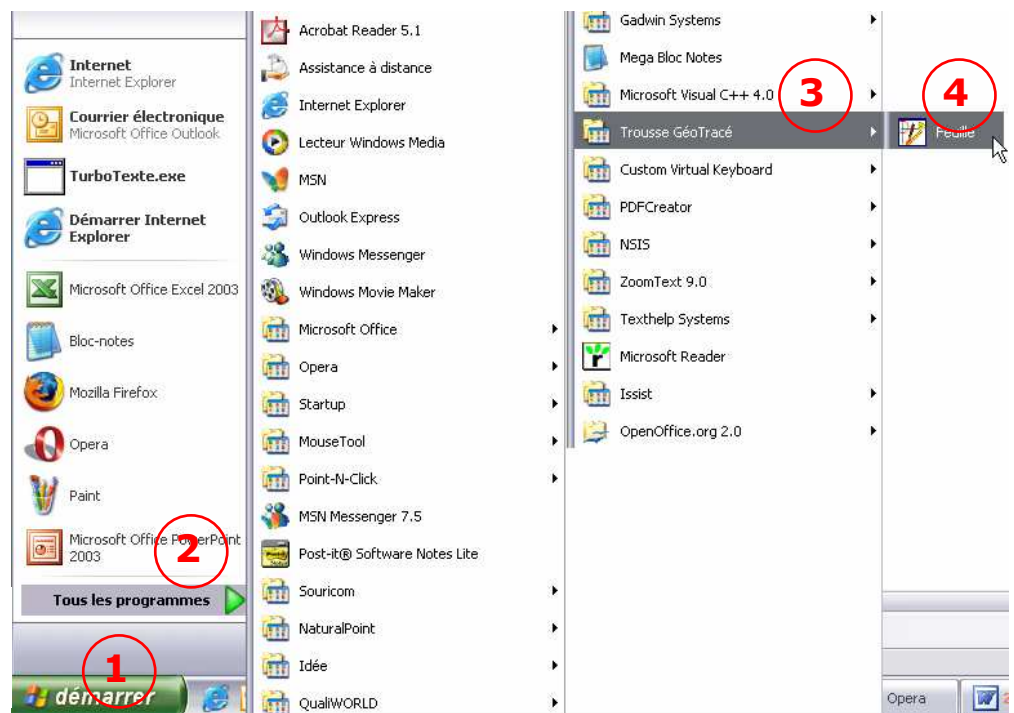 Internet
Internet Explorer
Courrier électronique
Microsoft Office Outlook
TurboTexte.exe
Démarrer Internet
Explorer
Microsoft Office Excel 2003
Bloc-notes
Mozilla Firefox
Opera
Paint
Microsoft Office PowerPoint
2003
2
Tous les programmes
1
démarrer
Acrobat Reader 5.1
Assistance à distance
Internet Explorer
Lecteur Windows Media
MSN
Outlook Express
Windows Messenger
Windows Movie Maker
Microsoft Office
Opera
Startup
MouseTool
Point-N-Click
MSN Messenger 7.5
Post-it® Software Notes Lite
Souricom
NaturalPoint
Idée
QualiWORLD
Gadwin Systems
Mega Bloc Notes
Microsoft Visual C++ 4.0
3
Trousse GéoTracé
Custom Virtual Keyboard
PDFCreator
NSIS
ZoomText 9.0
Texthelp Systems
Microsoft Reader
Issist
OpenOffice.org 2.0
4
Feuille
Opera
2